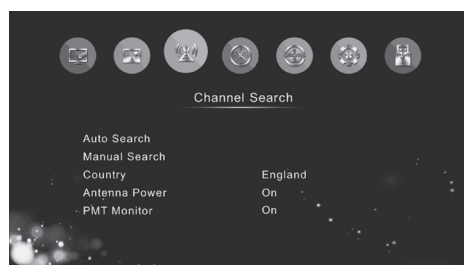 Channel Search
Auto Search
Manual Search
Country England
Antenna Power On
PMT Monitor On